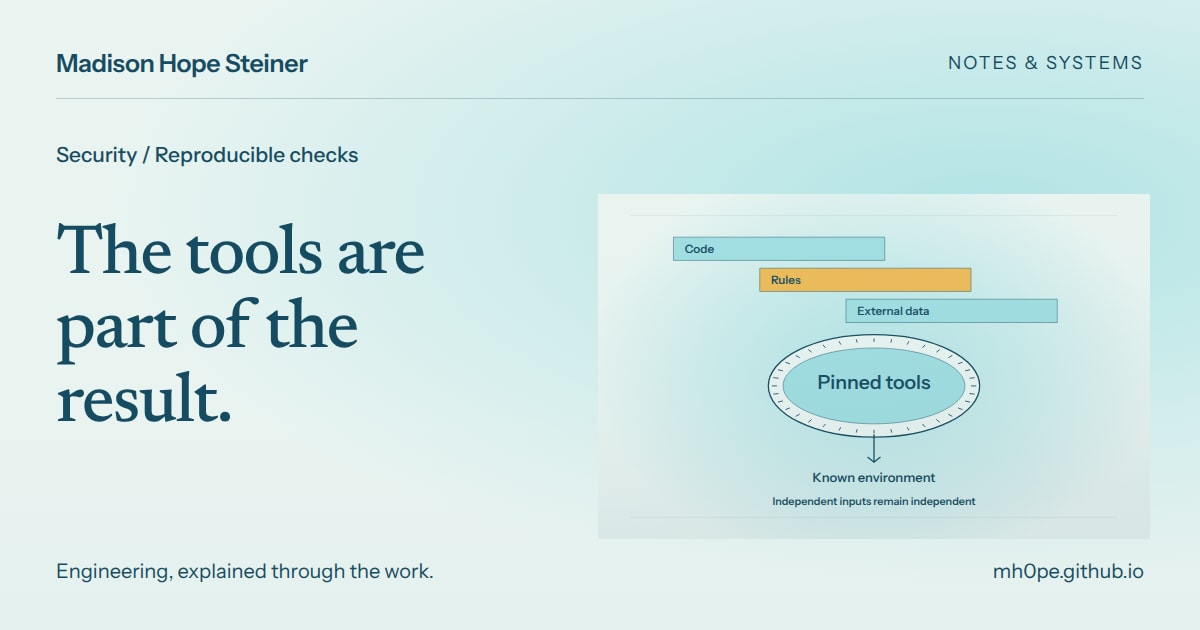 Madison Hope Steiner
NOTES & SYSTEMS
Security / Reproducible checks
The tools are
part of the
result.
Code
Rules
External data
Pinned tools
Known environment
Independent inputs remain independent
Engineering, explained through the work.
mh0pe.github.io